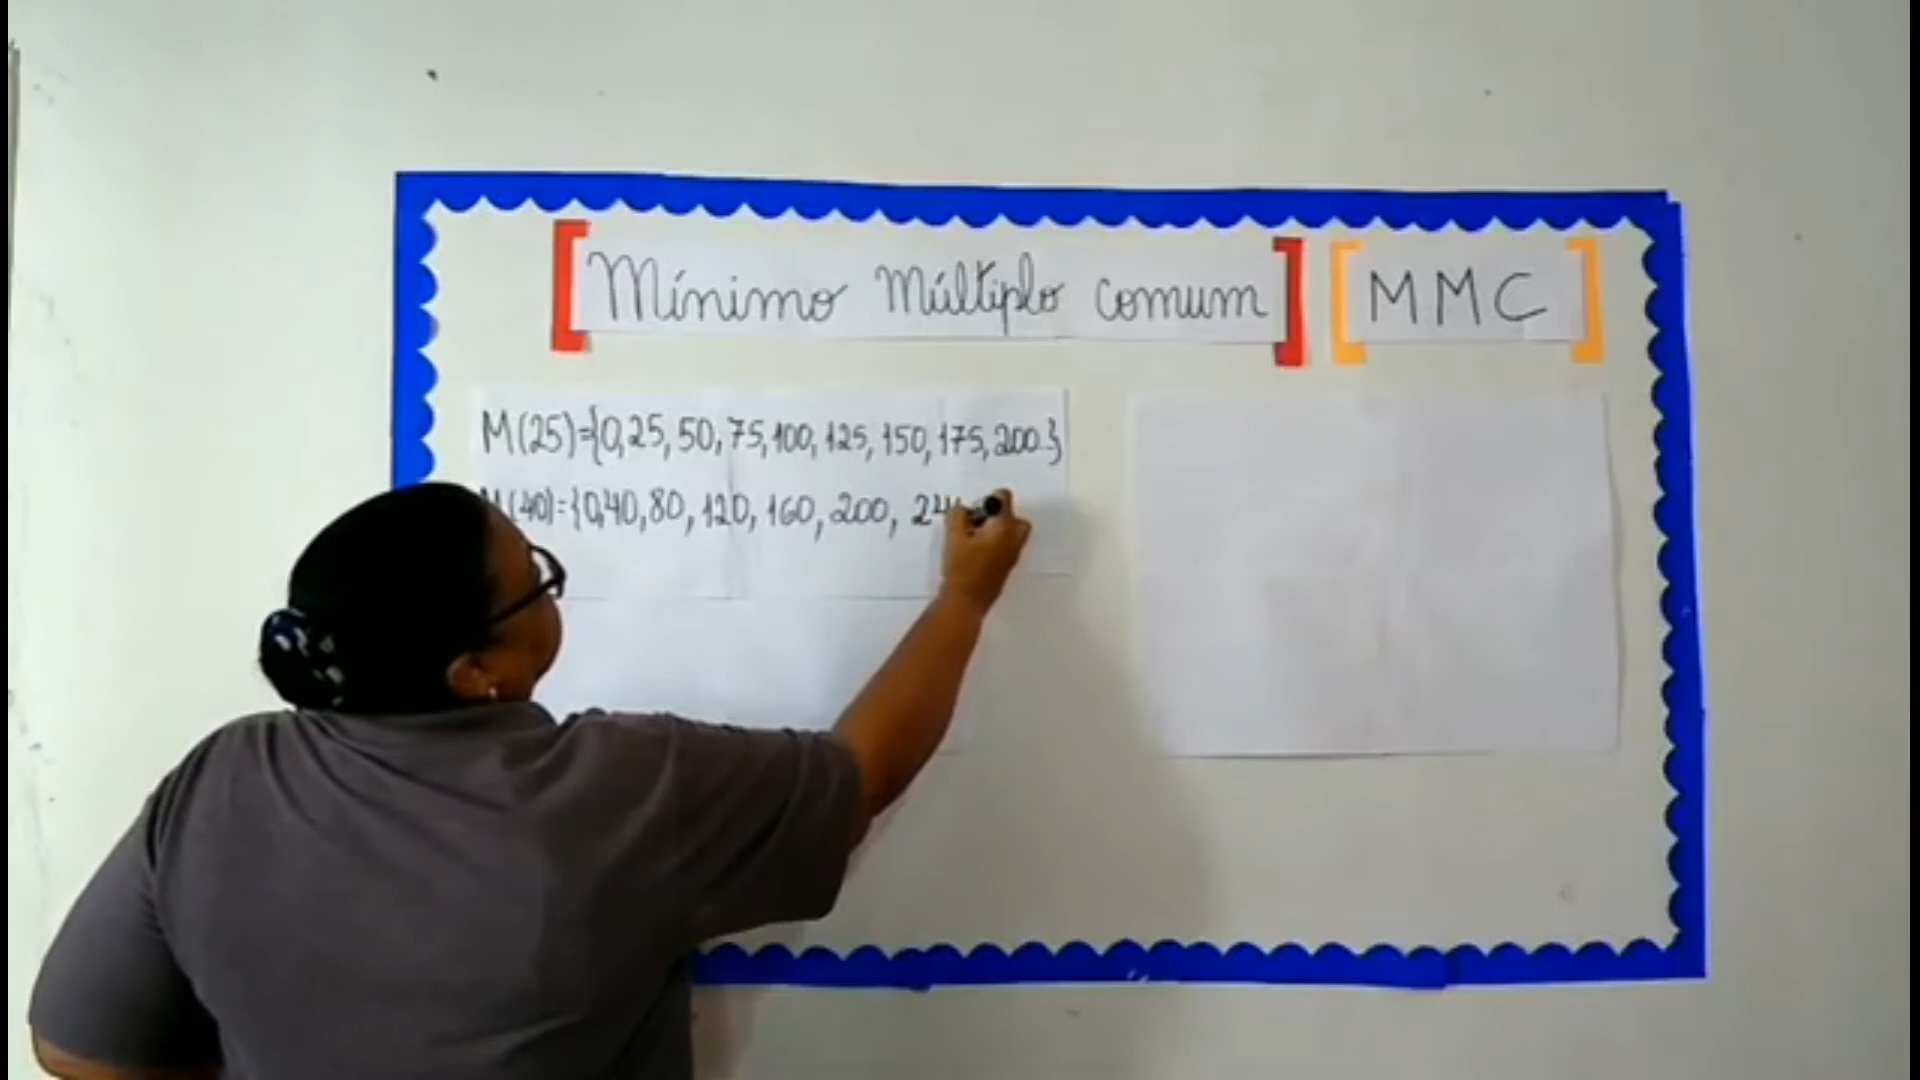 [Mínimo Múltiplo comum] [MMC]
M(25)={0,25,50,75,100,125,150,175,200..}
M(40)={0,40,80,120,160,200, 24